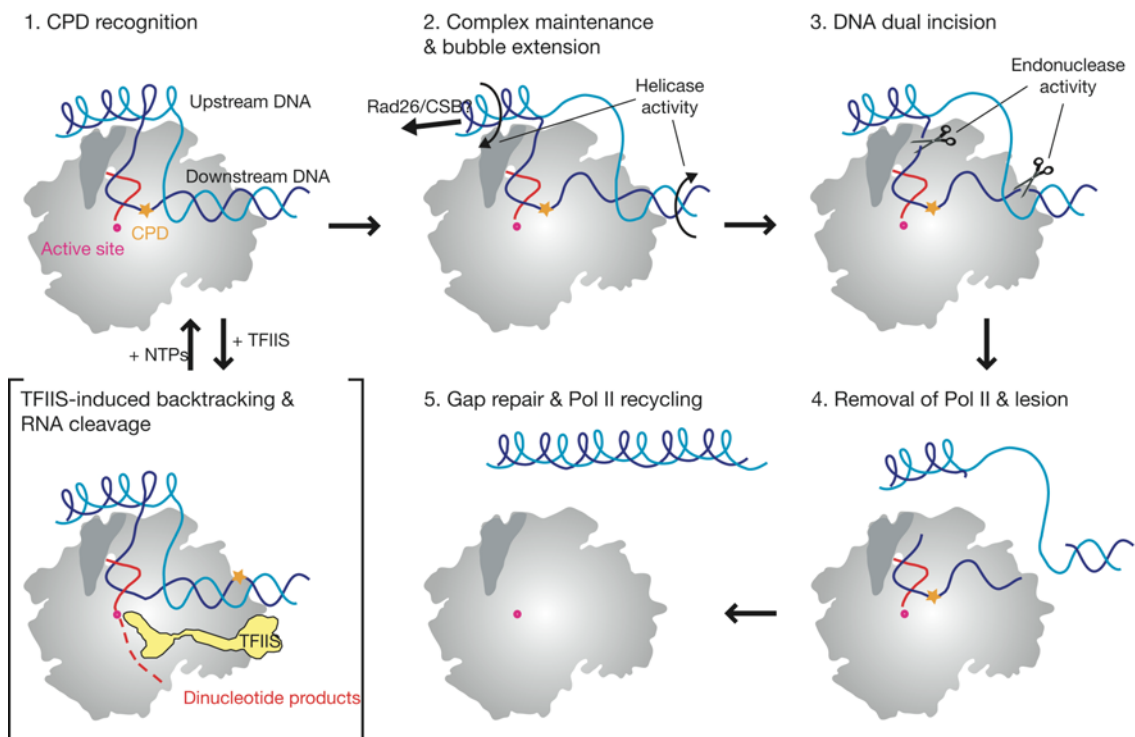 1. CPD recognition
Upstream DNA
Downstream DNA
CPD
Active site
2. Complex maintenance
& bubble extension
Rad26/CSB?
Helicase
activity
3. DNA dual incision
Endonuclease
activity
+ NTPs
+ TFIIS
TFIIS-induced backtracking &
RNA cleavage
TFIIS
Dinucleotide products
5. Gap repair & Pol II recycling
4. Removal of Pol II & lesion